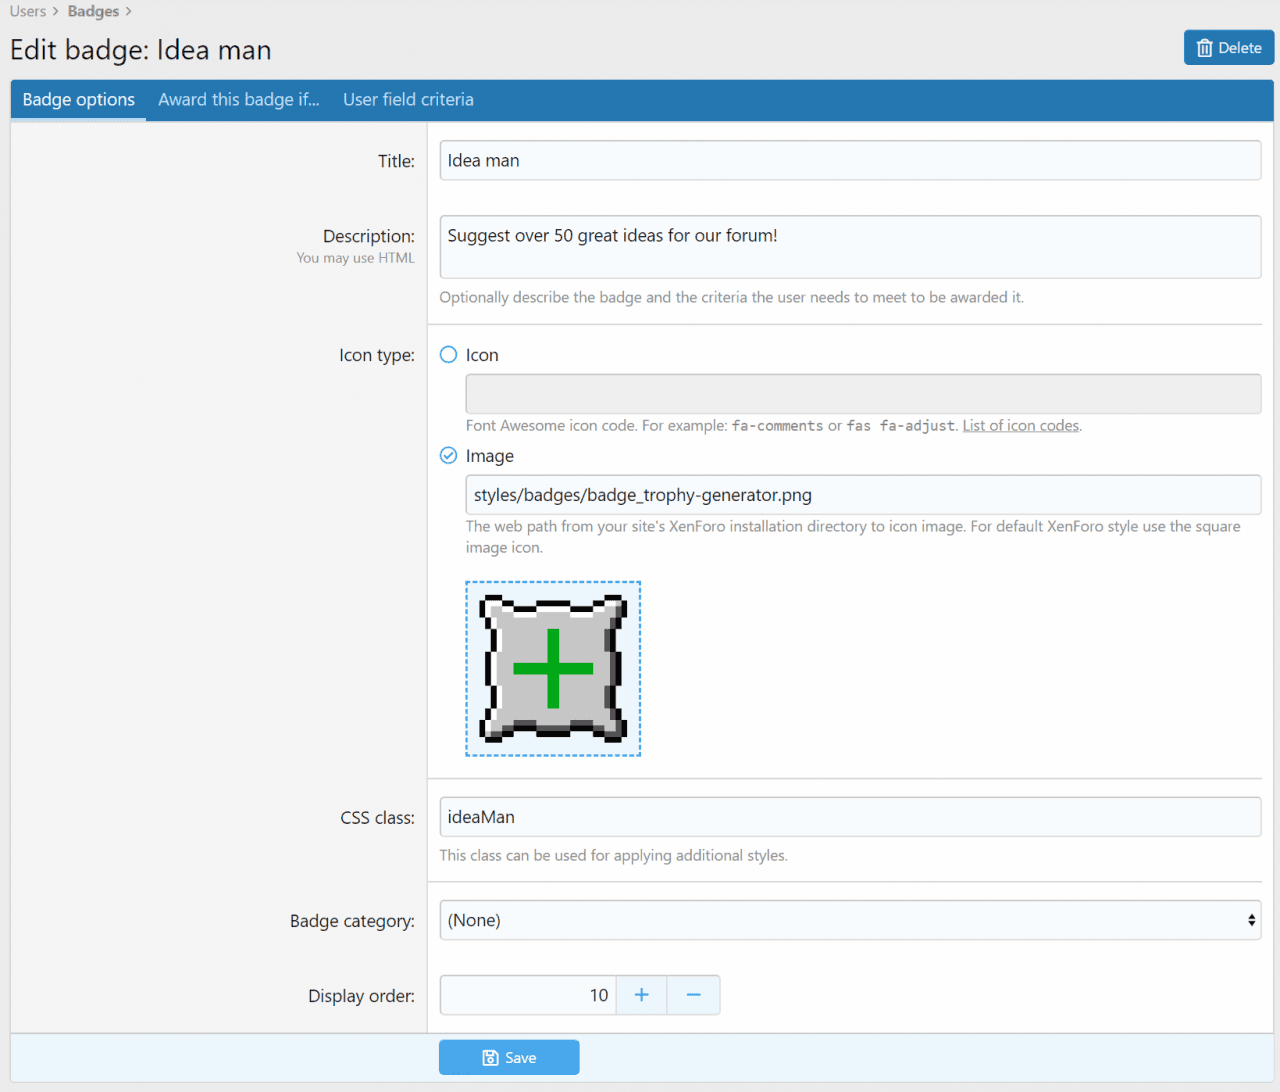 Users > Badges >
Edit badge: Idea man
Delete
Badge options Award this badge if... User field criteria
Title: Idea man
Description: Suggest over 50 great ideas for our forum!
You may use HTML
Optionally describe the badge and the criteria the user needs to meet to be awarded it.
Icon type: Icon
Font Awesome icon code. For example: fa-comments or fas fa-adjust. List of icon codes.
Image
styles/badges/badge_trophy-generator.png
The web path from your site's XenForo installation directory to icon image. For default XenForo style use the square
image icon.
CSS class: ideaMan
This class can be used for applying additional styles.
Badge category: (None)
Display order: 10 + −
Save